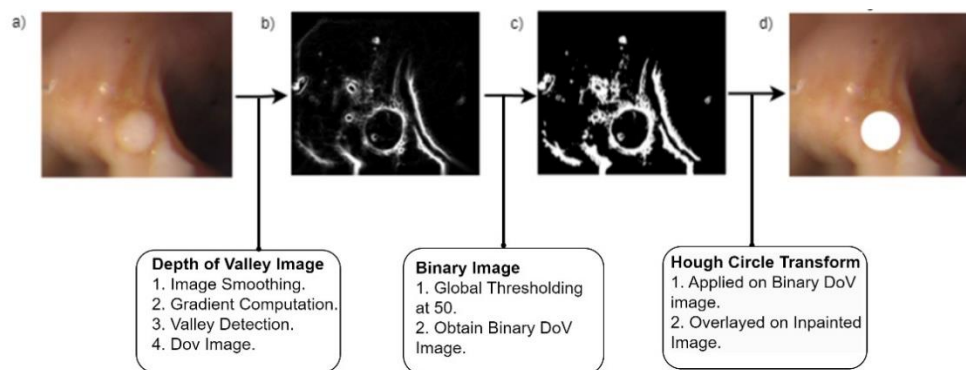 a)
b)
c)
d)
Depth of Valley Image
1. Image Smoothing.
2. Gradient Computation.
3. Valley Detection.
4. Dov Image.
Binary Image
1. Global Thresholding
at 50.
2. Obtain Binary DoV
Image.
Hough Circle Transform
1. Applied on Binary DoV
image.
2. Overlayed on Inpainted
Image.